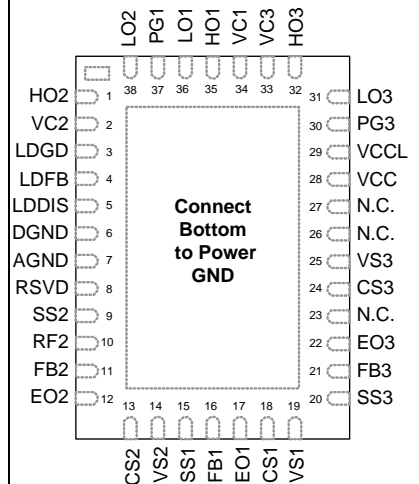 LO2 PG1 LO1 HO1 VC1 VC3 HO3
38 37 36 35 34 33 32
HO2 1
VC2 2
LDGD 3
LDFB 4
LDDIS 5
DGND 6
AGND 7
RSVD 8
SS2 9
RF2 10
FB2 11
EO2 12
Connect
Bottom
to Power
GND
31 LO3
30 PG3
29 VCCL
28 VCC
27 N.C.
26 N.C.
25 VS3
24 CS3
23 N.C.
22 EO3
21 FB3
20 SS3
13 14 15 16 17 18 19
CS2 VS2 SS1 FB1 EO1 CS1 VS1